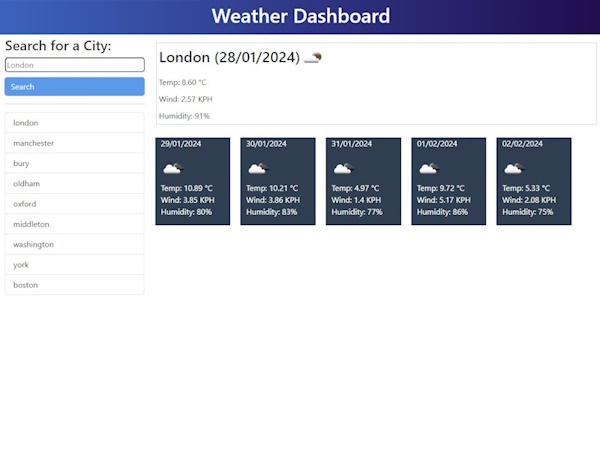 Weather Dashboard
Search for a City:
London
Search
london
manchester
bury
oldham
oxford
middleton
washington
york
boston
London (28/01/2024)
Temp: 8.60 °C
Wind: 2.57 KPH
Humidity: 91%
29/01/2024
Temp: 10.89 °C
Wind: 3.85 KPH
Humidity: 80%
30/01/2024
Temp: 10.21 °C
Wind: 3.86 KPH
Humidity: 83%
31/01/2024
Temp: 4.97 °C
Wind: 1.4 KPH
Humidity: 77%
01/02/2024
Temp: 9.72 °C
Wind: 5.17 KPH
Humidity: 86%
02/02/2024
Temp: 5.33 °C
Wind: 2.08 KPH
Humidity: 75%